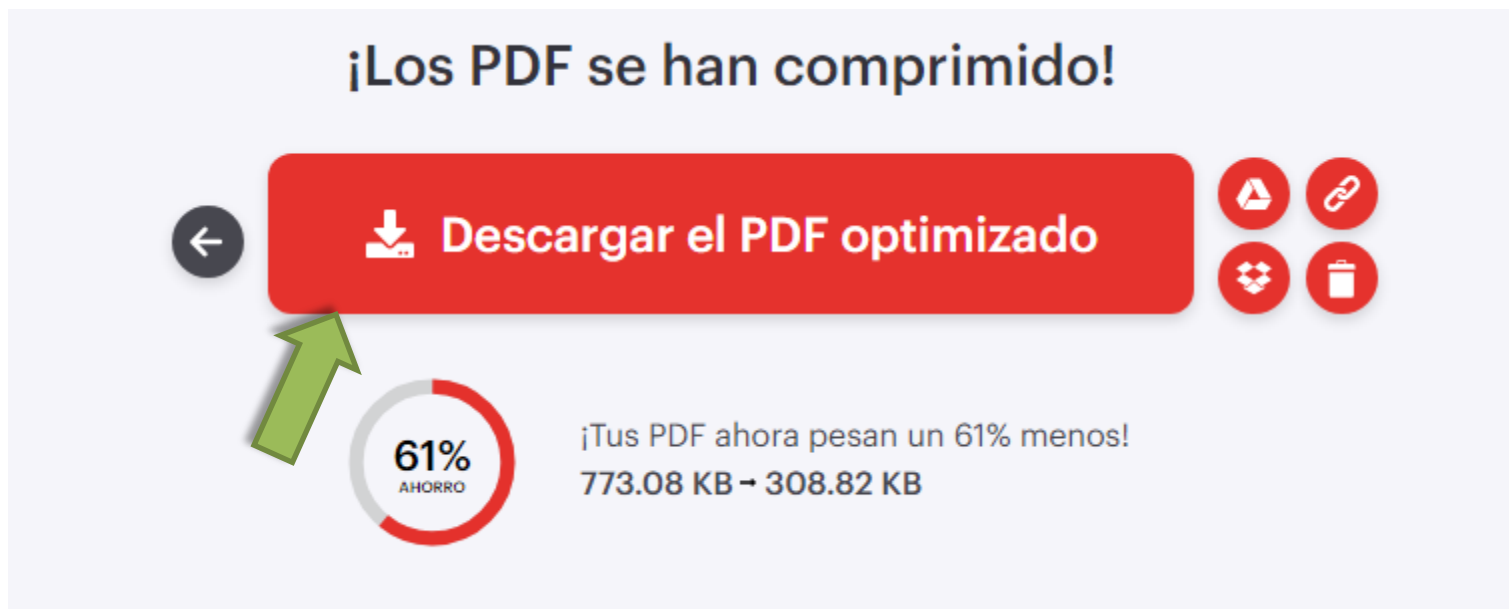 ¡Los PDF se han comprimido!
Descargar el PDF optimizado
61%
AHORRO
¡Tus PDF ahora pesan un 61% menos!
773.08 KB → 308.82 KB